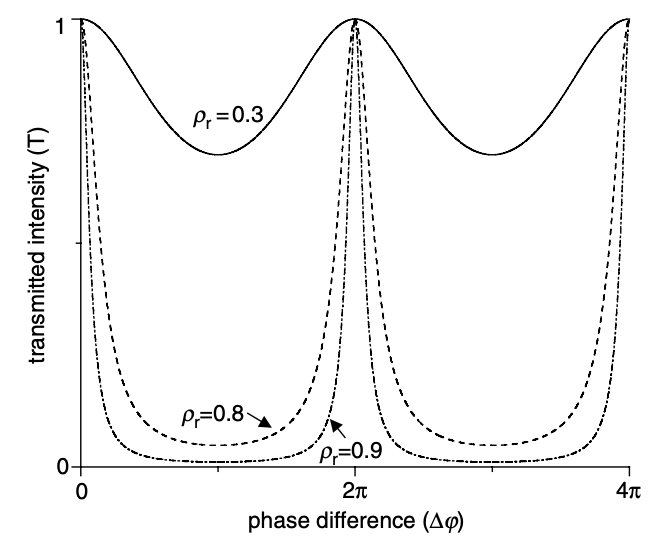 1
ρr = 0.3
transmitted intensity (T)
ρr=0.8
ρr=0.9
0
0
2π
4π
phase difference (Δφ)